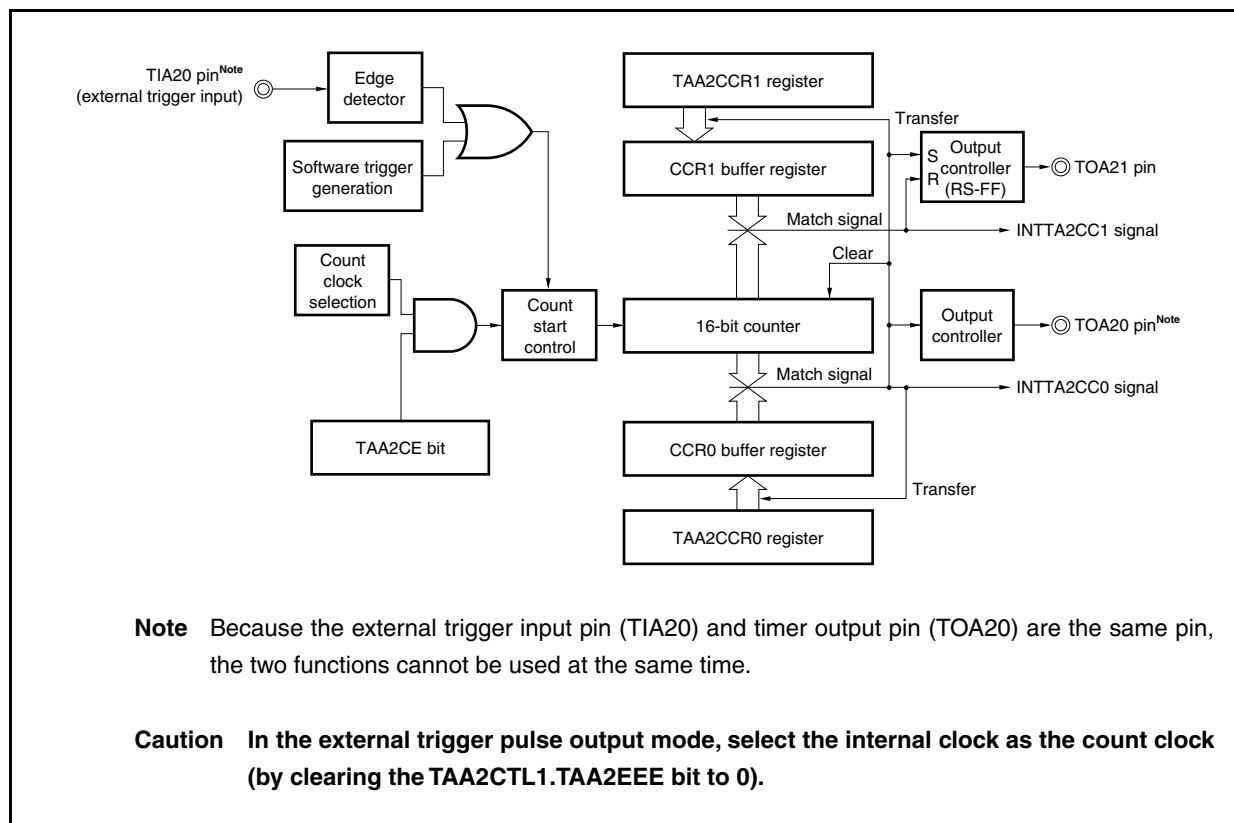 TIA20 pinNote
(external trigger input)
Edge
detector
Software trigger
generation
Count
clock
selection
TAA2CE bit
Count
start
control
TAA2CCR1 register
Transfer
CCR1 buffer register
S
R
Output
controller
(RS-FF)
TOA21 pin
Match signal
INTTA2CC1 signal
Clear
16-bit counter
Output
controller
TOA20 pinNote
Match signal
INTTA2CC0 signal
CCR0 buffer register
Transfer
TAA2CCR0 register
Note Because the external trigger input pin (TIA20) and timer output pin (TOA20) are the same pin,
the two functions cannot be used at the same time.
Caution In the external trigger pulse output mode, select the internal clock as the count clock
(by clearing the TAA2CTL1.TAA2EEE bit to 0).